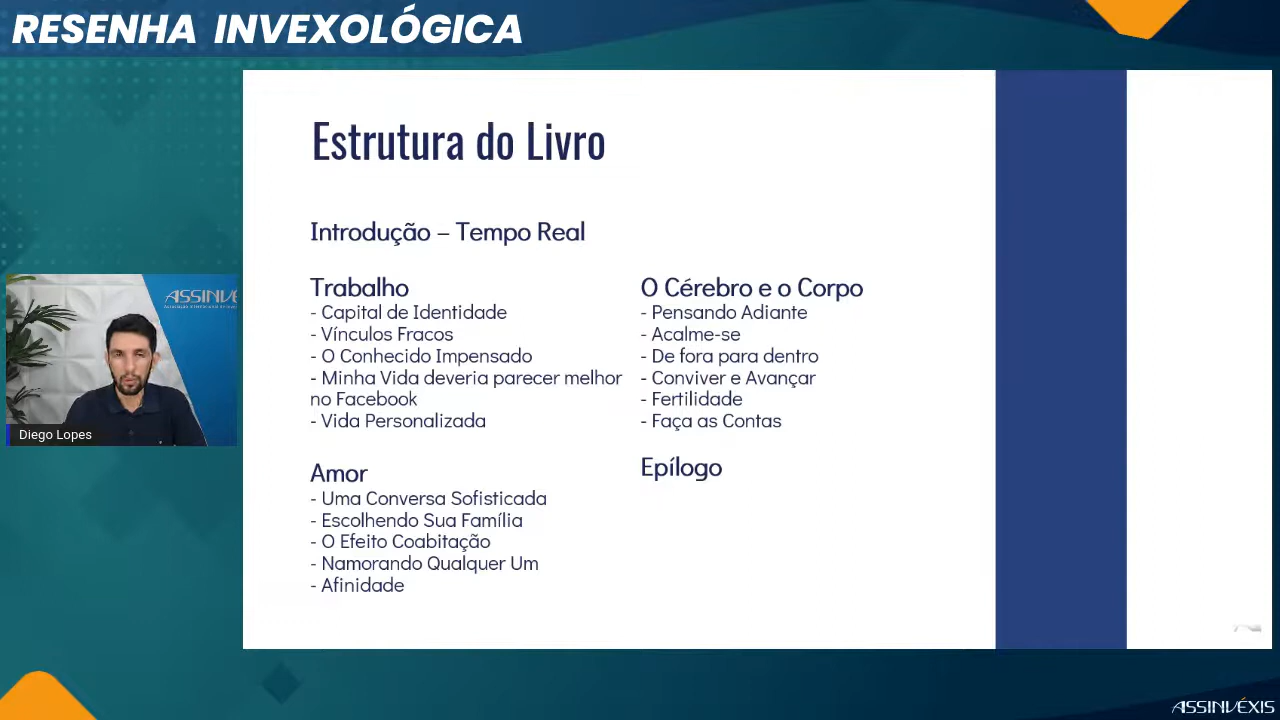 RESENHA INVEXOLÓGICA
Estrutura do Livro
Introdução – Tempo Real
Trabalho
- Capital de Identidade
- Vínculos Fracos
- O Conhecido Impensado
- Minha Vida deveria parecer melhor
no Facebook
- Vida Personalizada
Amor
- Uma Conversa Sofisticada
- Escolhendo Sua Família
- O Efeito Coabitação
- Namorando Qualquer Um
- Afinidade
O Cérebro e o Corpo
- Pensando Adiante
- Acalme-se
- De fora para dentro
- Conviver e Avançar
- Fertilidade
- Faça as Contas
Epílogo
ASSINVÉ
Diego Lopes
ASSINVÉXIS